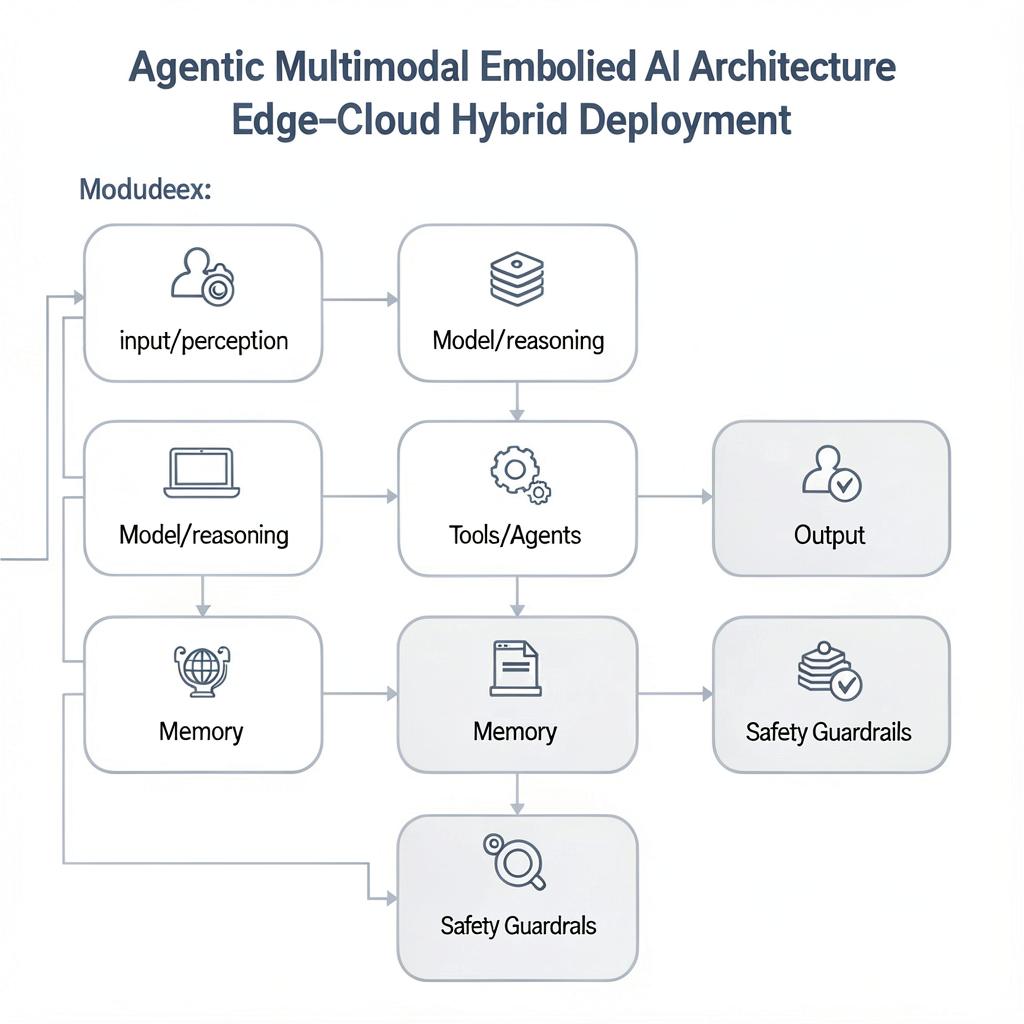 Agentic Multimodal Embolied AI Architecture
Edge–Cloud Hybrid Deployment
Modudeex:
input/perception
Model/reasoning
Model/reasoning
Tools/Agents
Output
Memory
Memory
Safety Guardrails
Safety Guardrals